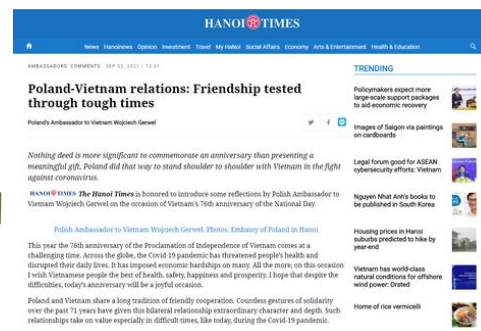 HANOI TIMES
News Hanoinews Opinion Investment Travel My Hanoi Social Affairs Economy Arts & Entertainment Health & Education
AMBASSADORS' COMMENTS SEP 02, 2021 / 12:01
Poland-Vietnam relations: Friendship tested
through tough times
Poland's Ambassador to Vietnam Wojciech Gerwel
Nothing deed is more significant to commemorate an anniversary than presenting a
meaningful gift, Poland did that way to stand shoulder to shoulder with Vietnam in the fight
against coronavirus.
HANOI TIMES The Hanoi Times is honored to introduce some reflections by Polish Ambassador to
Vietnam Wojciech Gerwel on the occasion of Vietnam's 76th anniversary of the National Day.
Polish Ambassador to Vietnam Wojciech Gerwel. Photos: Embassy of Poland in Hanoi
This year the 76th anniversary of the Proclamation of Independence of Vietnam comes at a
challenging time. Across the globe, the Covid-19 pandemic has threatened people's health and
disrupted their daily lives. It has imposed economic hardships on many. All the more, on this occasion
I wish Vietnamese people the best of health, safety, happiness and prosperity. I hope that despite the
difficulties, today's anniversary will be a joyful occasion.
Poland and Vietnam share a long tradition of friendly cooperation. Countless gestures of solidarity
over the past 71 years have given this bilateral relationship extraordinary character and depth. Such
relationships take on value especially in difficult times, like today, during the Covid-19 pandemic.
TRENDING
Policymakers expect more
large-scale support packages
to aid economic recovery
Images of Saigon via paintings
on cardboards
Legal forum good for ASEAN
cybersecurity efforts: Vietnam
Nguyen Nhat Anh's books to
be published in South Korea
Housing prices in Hanoi
suburbs predicted to hike by
year-end
Vietnam has world-class
natural conditions for offshore
wind power: Orsted
Home of rice vermicelli